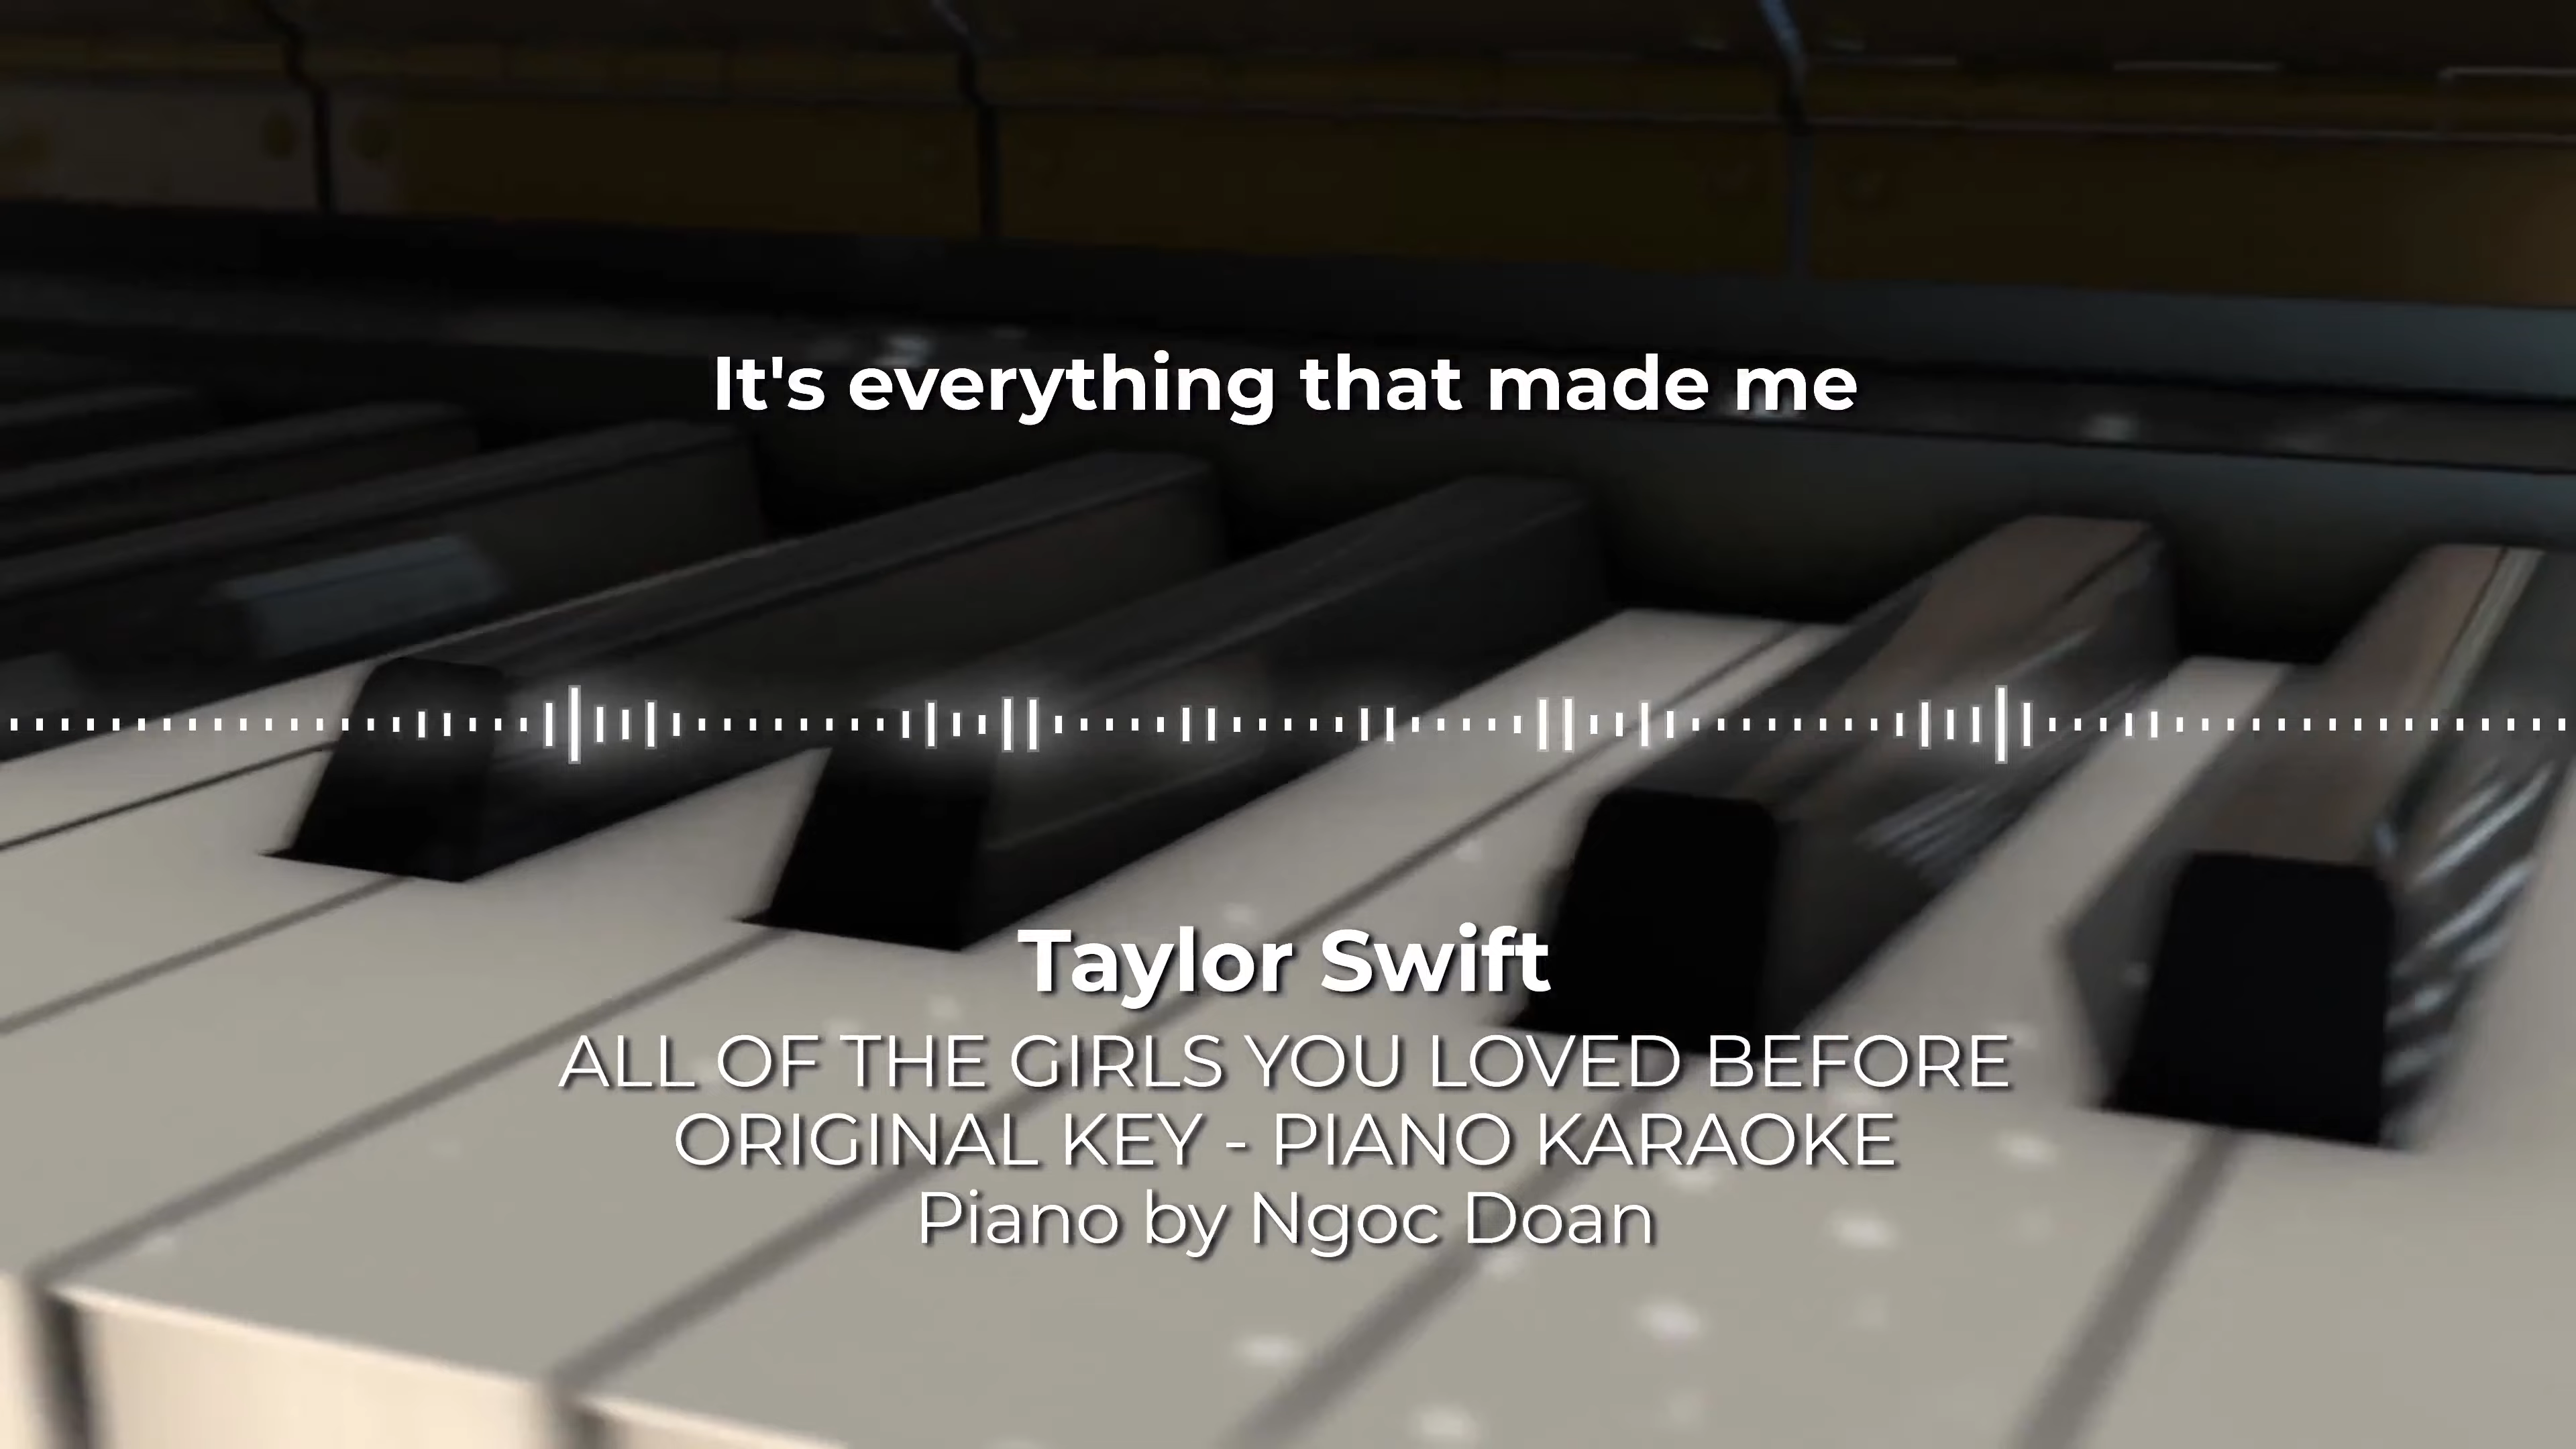 It's everything that made me
Taylor Swift
ALL OF THE GIRLS YOU LOVED BEFORE
ORIGINAL KEY - PIANO KARAOKE
Piano by Ngoc Doan